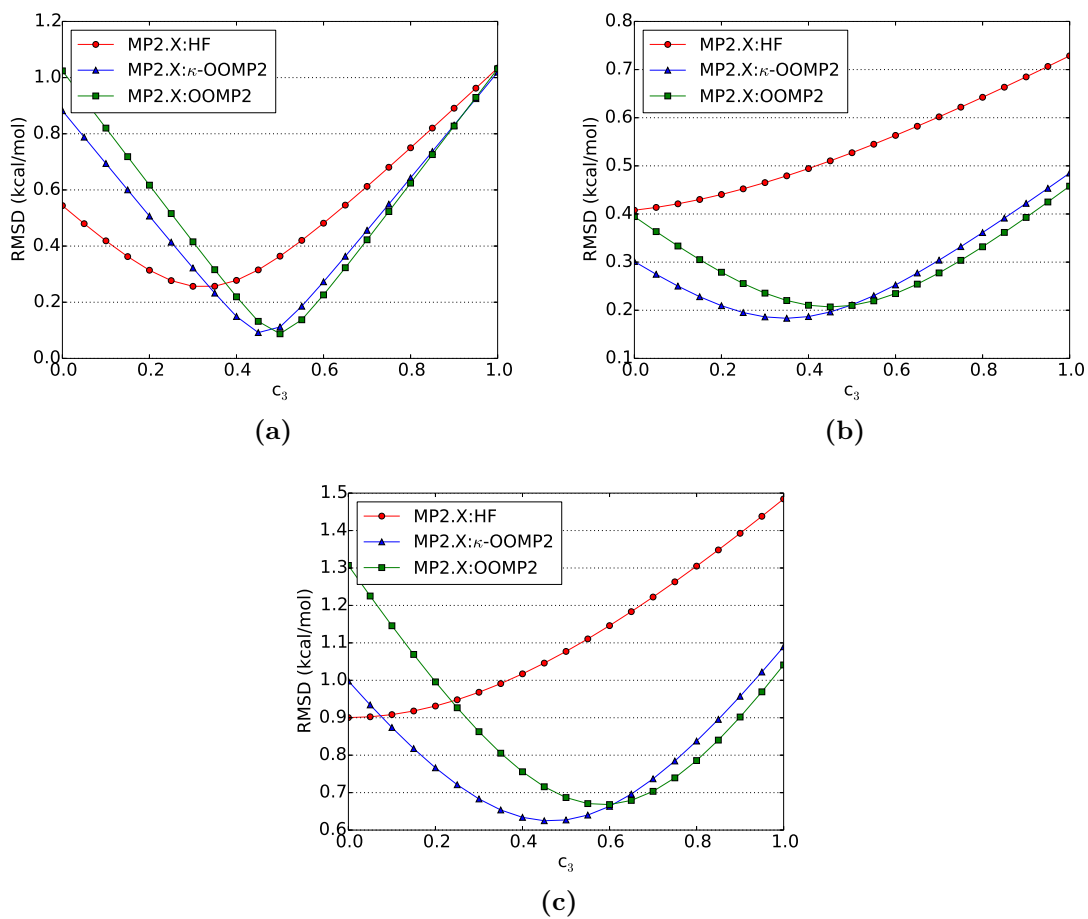 1.2
1.0
0.8
0.6
0.4
0.2
0.0
RMSD (kcal/mol)
MP2.X:HF
MP2.X:κ-OOMP2
MP2.X:OOMP2
0.0 0.2 0.4 0.6 0.8 1.0
c₃
(a)
0.8
0.7
0.6
0.5
0.4
0.3
0.2
0.1
RMSD (kcal/mol)
MP2.X:HF
MP2.X:κ-OOMP2
MP2.X:OOMP2
0.0 0.2 0.4 0.6 0.8 1.0
c₃
(b)
1.5
1.4
1.3
1.2
1.1
1.0
0.9
0.8
0.7
0.6
RMSD (kcal/mol)
MP2.X:HF
MP2.X:κ-OOMP2
MP2.X:OOMP2
0.0 0.2 0.4 0.6 0.8 1.0
c₃
(c)